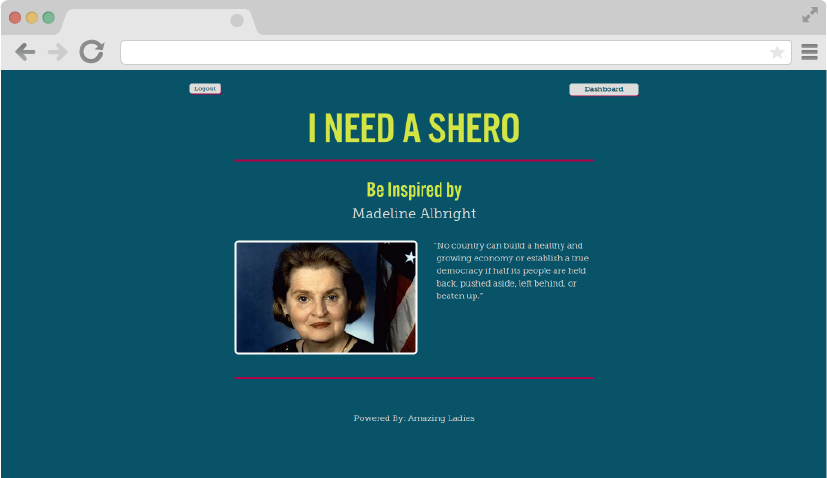 Logout
Dashboard
I NEED A SHERO
Be Inspired by
Madeline Albright
"No country can build a healthy and
growing economy or establish a true
democracy if half its people are held
back, pushed aside, left behind, or
beaten up."
Powered By: Amazing Ladies